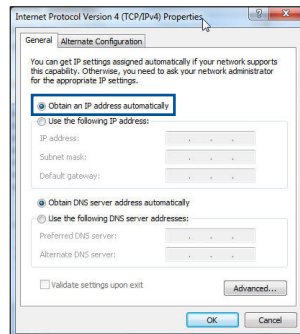 Internet Protocol Version 4 (TCP/IPv4) Properties
General
Alternate Configuration
You can get IP settings assigned automatically if your network supports
this capability. Otherwise, you need to ask your network administrator
for the appropriate IP settings.
Obtain an IP address automatically
Use the following IP address:
IP address:
Subnet mask:
Default gateway:
Obtain DNS server address automatically
Use the following DNS server addresses:
Preferred DNS server:
Alternate DNS server:
Validate settings upon exit
Advanced...
OK
Cancel